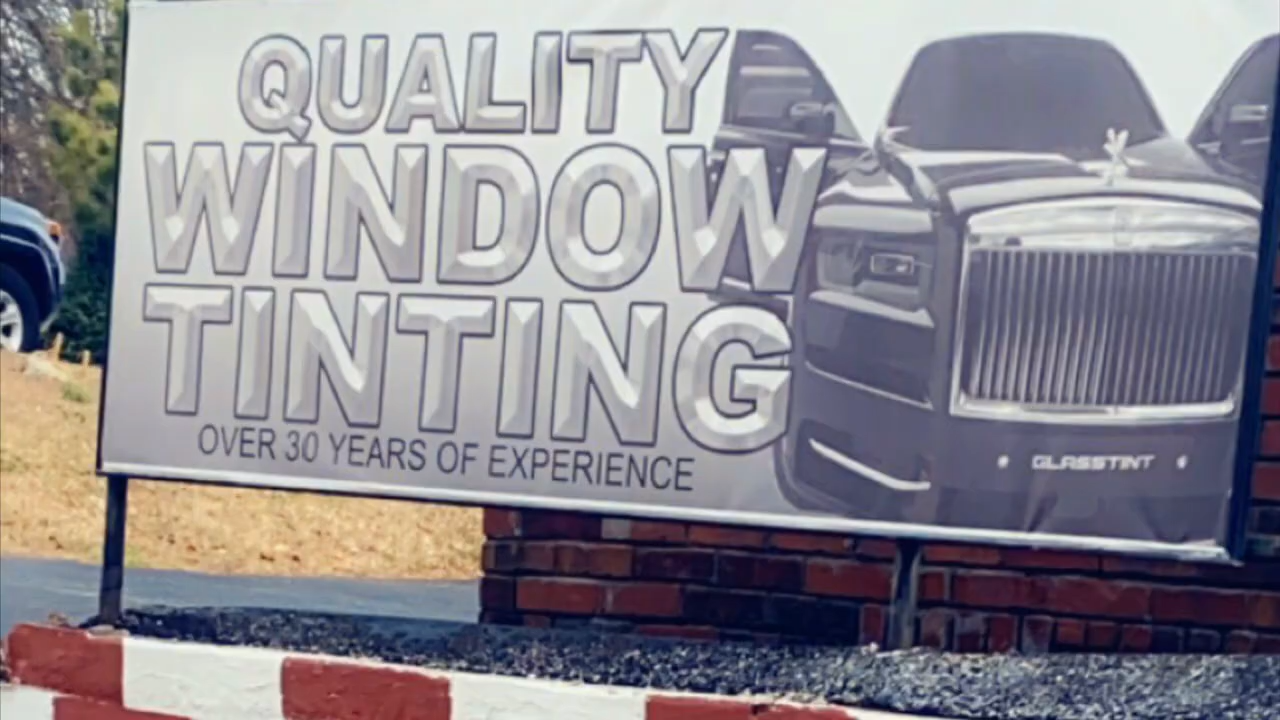 QUALITY
WINDOW
TINTING
OVER 30 YEARS OF EXPERIENCE
GLASSTINT